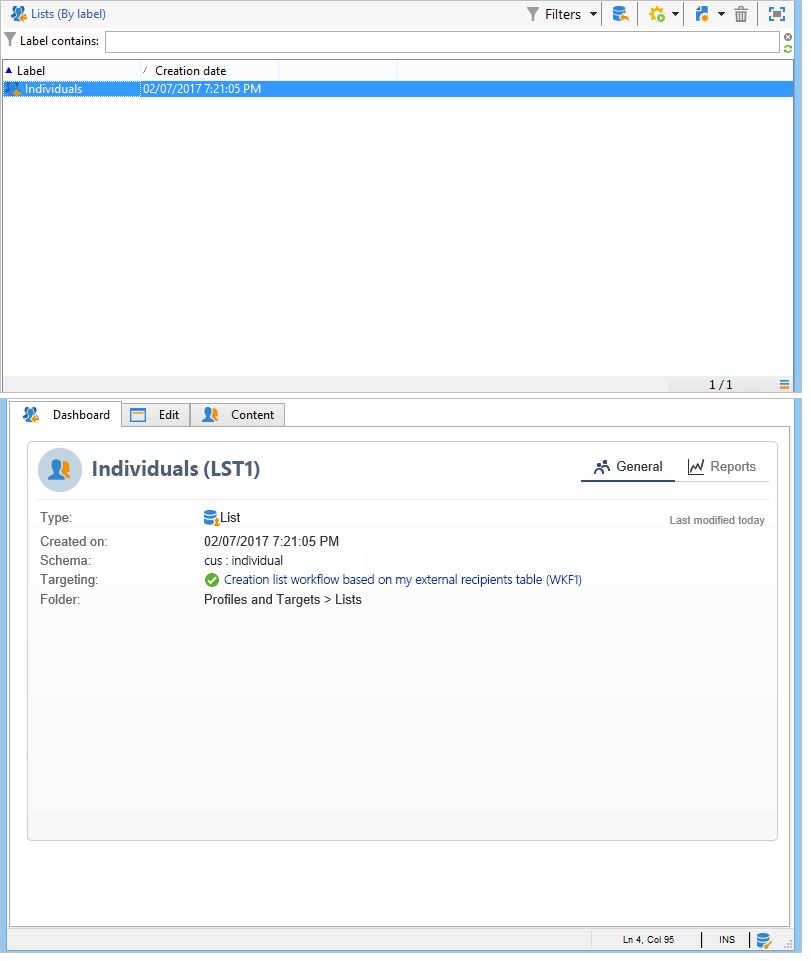 Lists (By label)
Filters
Label contains:
Label
Creation date
Individuals
02/07/2017 7:21:05 PM
1 / 1
Dashboard
Edit
Content
Individuals (LST1)
General
Reports
Type:
List
Last modified today
Created on:
02/07/2017 7:21:05 PM
Schema:
cus : individual
Targeting:
Creation list workflow based on my external recipients table (WKF1)
Folder:
Profiles and Targets > Lists
Ln 4, Col 95
INS